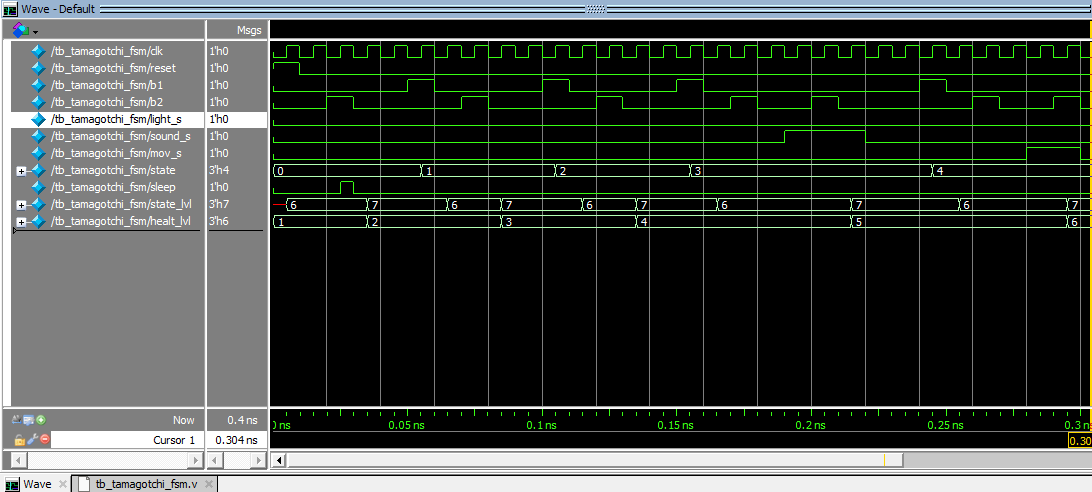 Wave - Default
Msgs
/tb_tamagotchi_fsm/clk 1'h0
/tb_tamagotchi_fsm/reset 1'h0
/tb_tamagotchi_fsm/b1 1'h0
/tb_tamagotchi_fsm/b2 1'h0
/tb_tamagotchi_fsm/light_s 1'h0
/tb_tamagotchi_fsm/sound_s 1'h0
/tb_tamagotchi_fsm/mov_s 1'h0
/tb_tamagotchi_fsm/state 3'h4 0 1 2 3 4
/tb_tamagotchi_fsm/sleep 1'h0
/tb_tamagotchi_fsm/state_lvl 3'h7 6 7 6 7 6 7 6 7 6 7
/tb_tamagotchi_fsm/healt_lvl 3'h6 1 2 3 4 5 6
Now 0.4 ns 0 ns 0.05 ns 0.1 ns 0.15 ns 0.2 ns 0.25 ns 0.3 n
Cursor 1 0.304 ns 0.30
Wave tb_tamagotchi_fsm.v